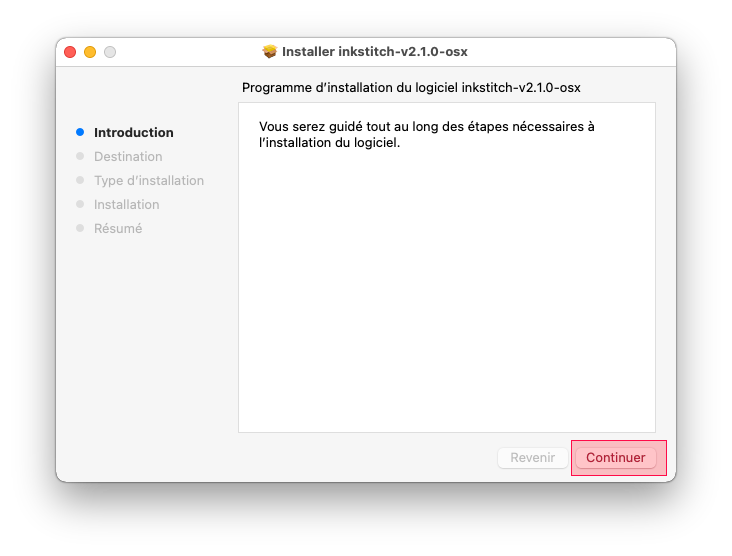 Installer inkstitch-v2.1.0-osx
Programme d’installation du logiciel inkstitch-v2.1.0-osx
Introduction
Destination
Type d’installation
Installation
Résumé
Vous serez guidé tout au long des étapes nécessaires à
l’installation du logiciel.
Revenir
Continuer